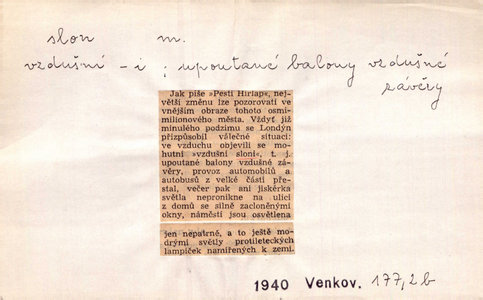 slon m.
vzdušní – i ; upoutané balony vzdušné
závěry
Jak píše »Pesti Hirlap«, nej-
větší změnu lze pozorovati ve
vnějším obraze tohoto osmi-
milionového města. Vždyť již
minulého podzimu se Londýn
přizpůsobil válečné situaci:
ve vzduchu objevili se mo-
hutní »vzdušní sloni«, t. j.
upoutané balony vzdušné zá-
věry, provoz automobilů a
autobusů z velké části pře-
stal, večer pak ani jiskérka
světla nepronikne na ulici
z domů se silně zacloněnými
okny, náměstí jsou osvětlena
jen nepatrně, a to ještě mo-
drými světly protileteckých
lampiček namířených k zemi.
1940 Venkov. 177, 2 b